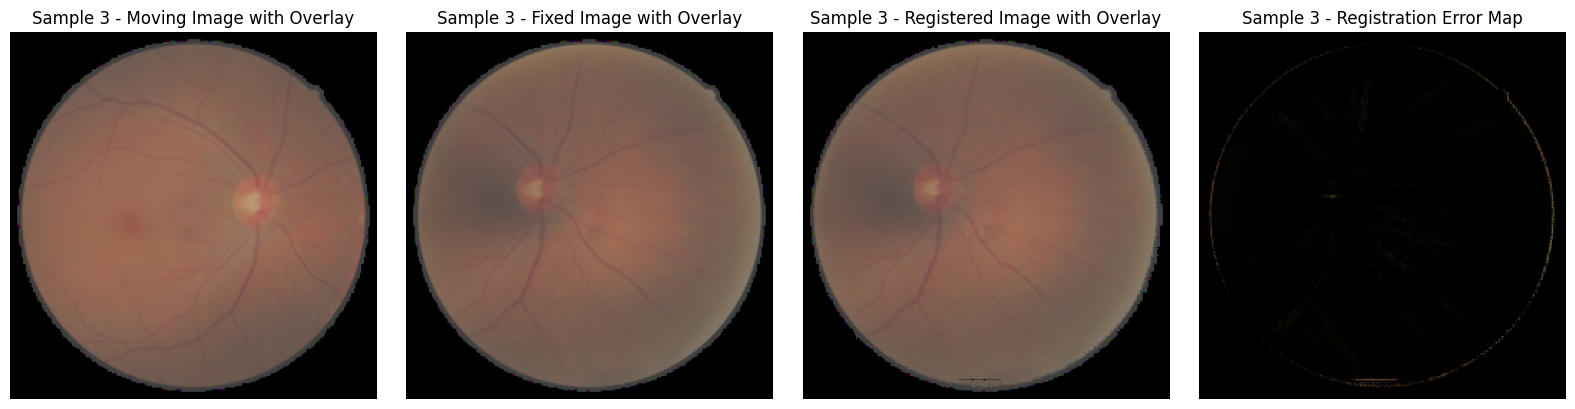 Sample 3 - Moving Image with Overlay
Sample 3 - Fixed Image with Overlay
Sample 3 - Registered Image with Overlay
Sample 3 - Registration Error Map